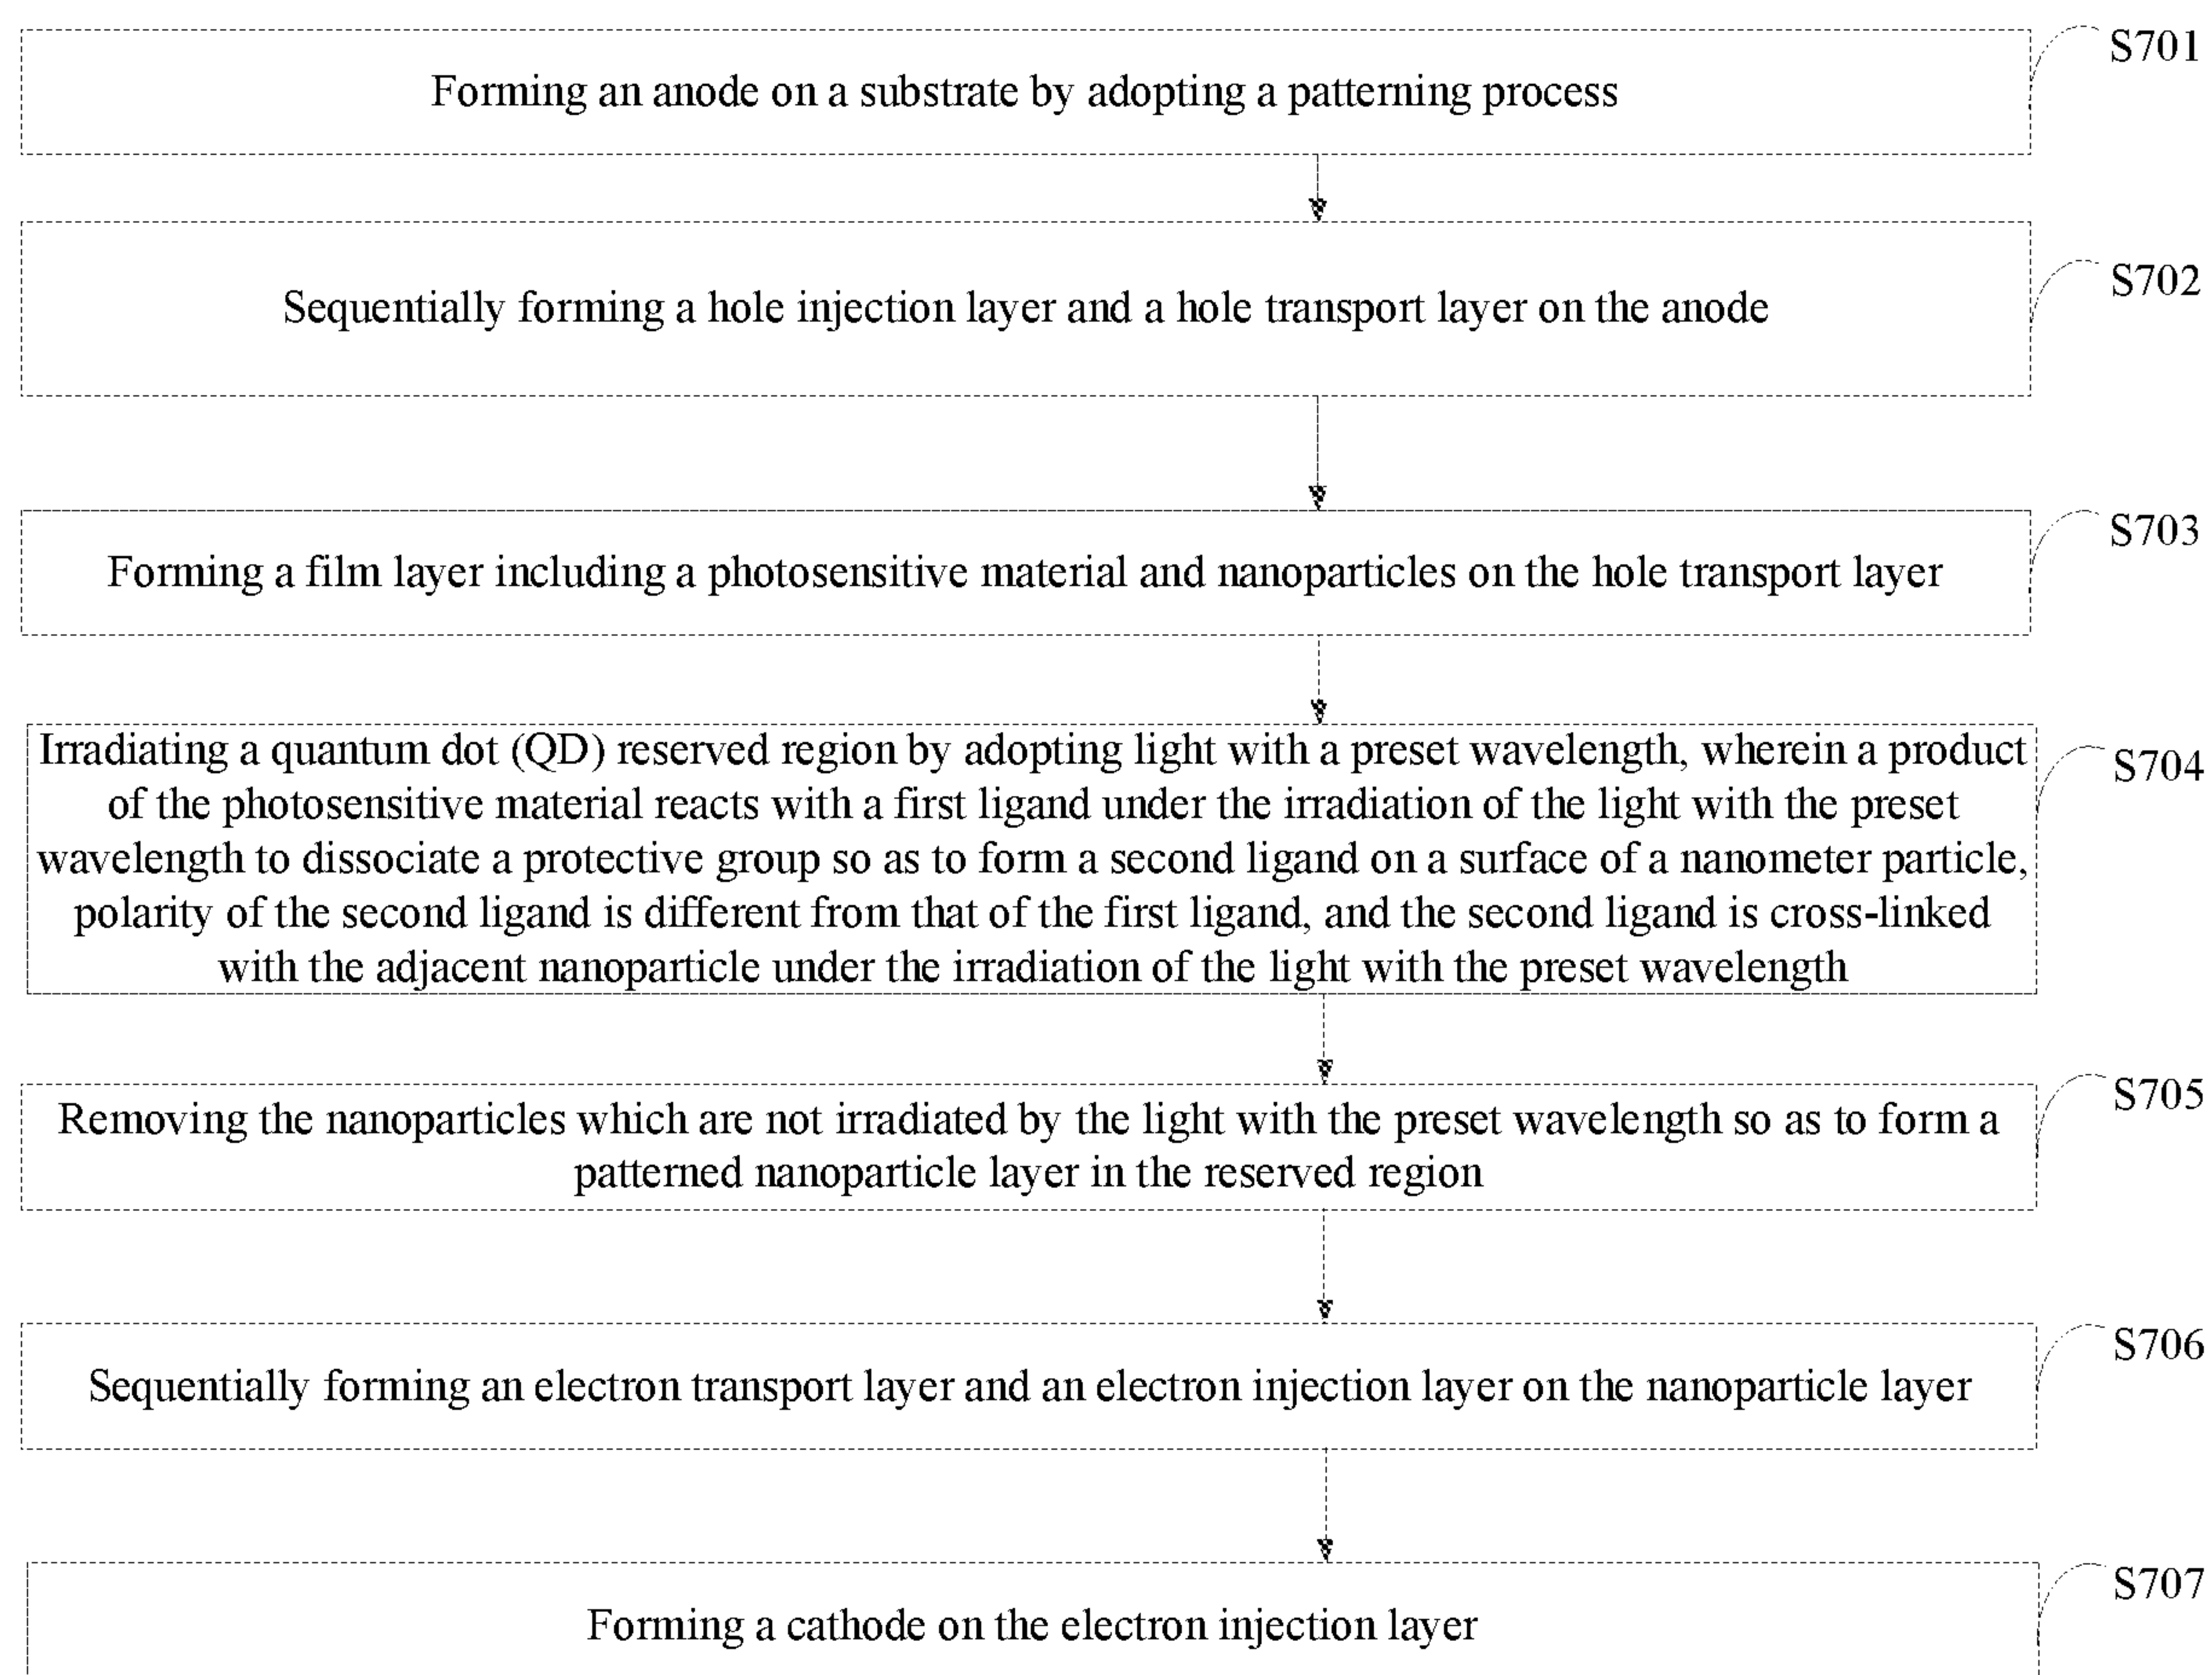 Forming an anode on a substrate by adopting a patterning process
S701
Sequentially forming a hole injection layer and a hole transport layer on the anode
S702
Forming a film layer including a photosensitive material and nanoparticles on the hole transport layer
S703
Irradiating a quantum dot (QD) reserved region by adopting light with a preset wavelength, wherein a product
of the photosensitive material reacts with a first ligand under the irradiation of the light with the preset
wavelength to dissociate a protective group so as to form a second ligand on a surface of a nanometer particle,
polarity of the second ligand is different from that of the first ligand, and the second ligand is cross-linked
with the adjacent nanoparticle under the irradiation of the light with the preset wavelength
S704
Removing the nanoparticles which are not irradiated by the light with the preset wavelength so as to form a
patterned nanoparticle layer in the reserved region
S705
Sequentially forming an electron transport layer and an electron injection layer on the nanoparticle layer
S706
Forming a cathode on the electron injection layer
S707